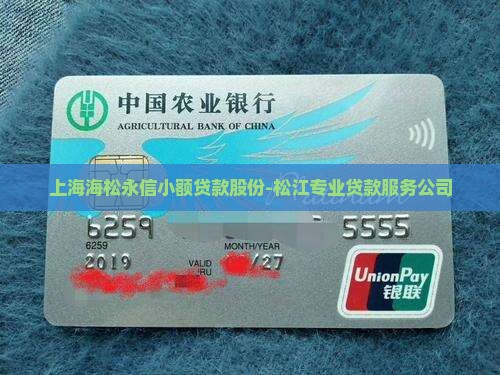 中国农业银行
AGRICULTURAL BANK OF CHINA
上海海松永信小额贷款股份-松江专业贷款服务公司
Platinum
6259 5555
6259
MONTH/YEAR
2019
VALID
THRU
/27
UnionPay
银联